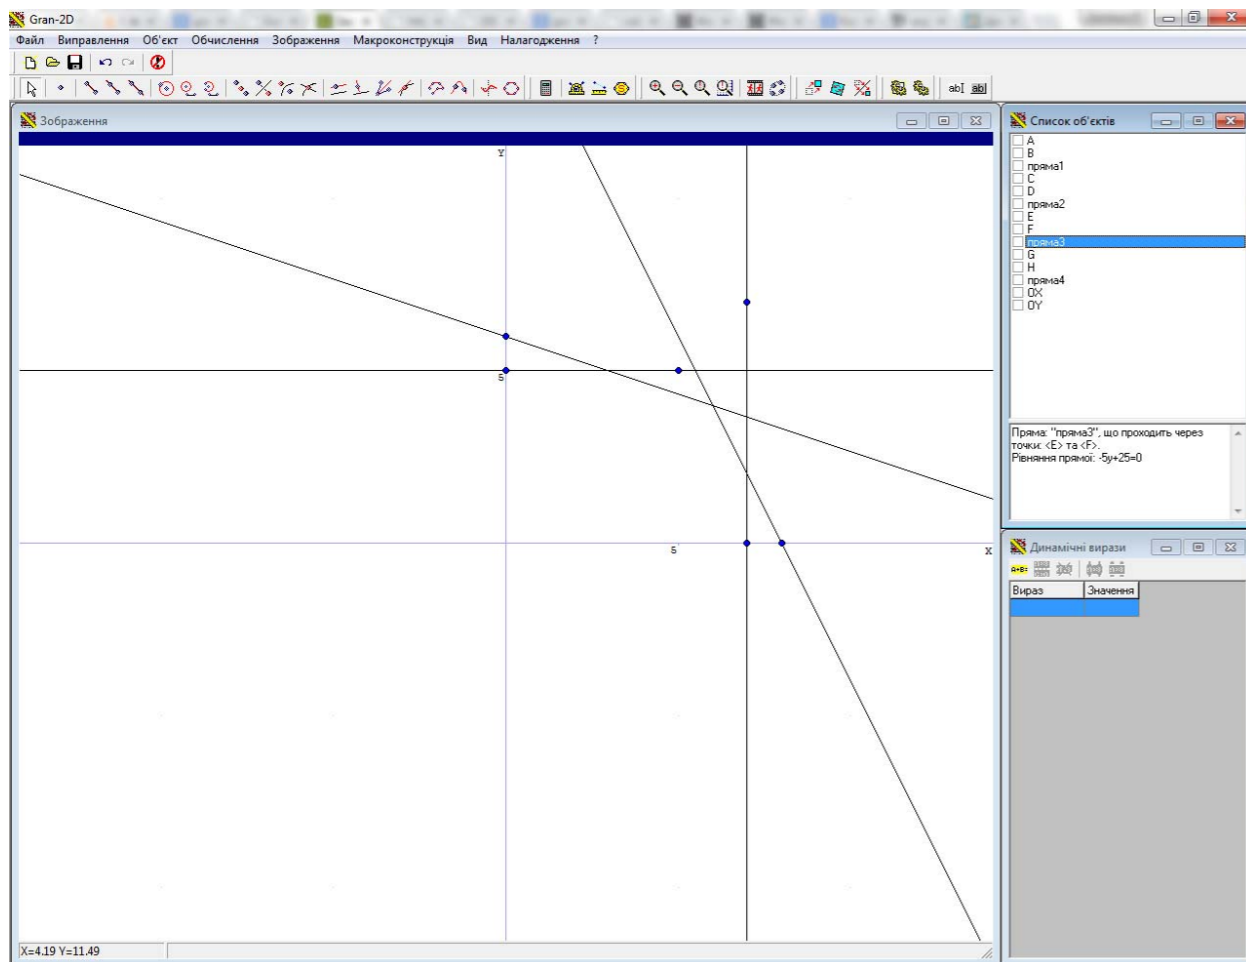 Gran-2D
Файл Виправлення Об'єкт Обчислення Зображення Макроконструкція Вид Налагодження ?
abI abI
Зображення
Y
5
5
X
X=4.19 Y=11.49
Список об'єктів
A
B
пряма1
C
D
пряма2
E
F
пряма3
G
H
пряма4
OX
OY
Пряма: "пряма3", що проходить через
точки: <E> та <F>.
Рівняння прямої: -5y+25=0
Динамічні вирази
A+B=
Вираз Значення